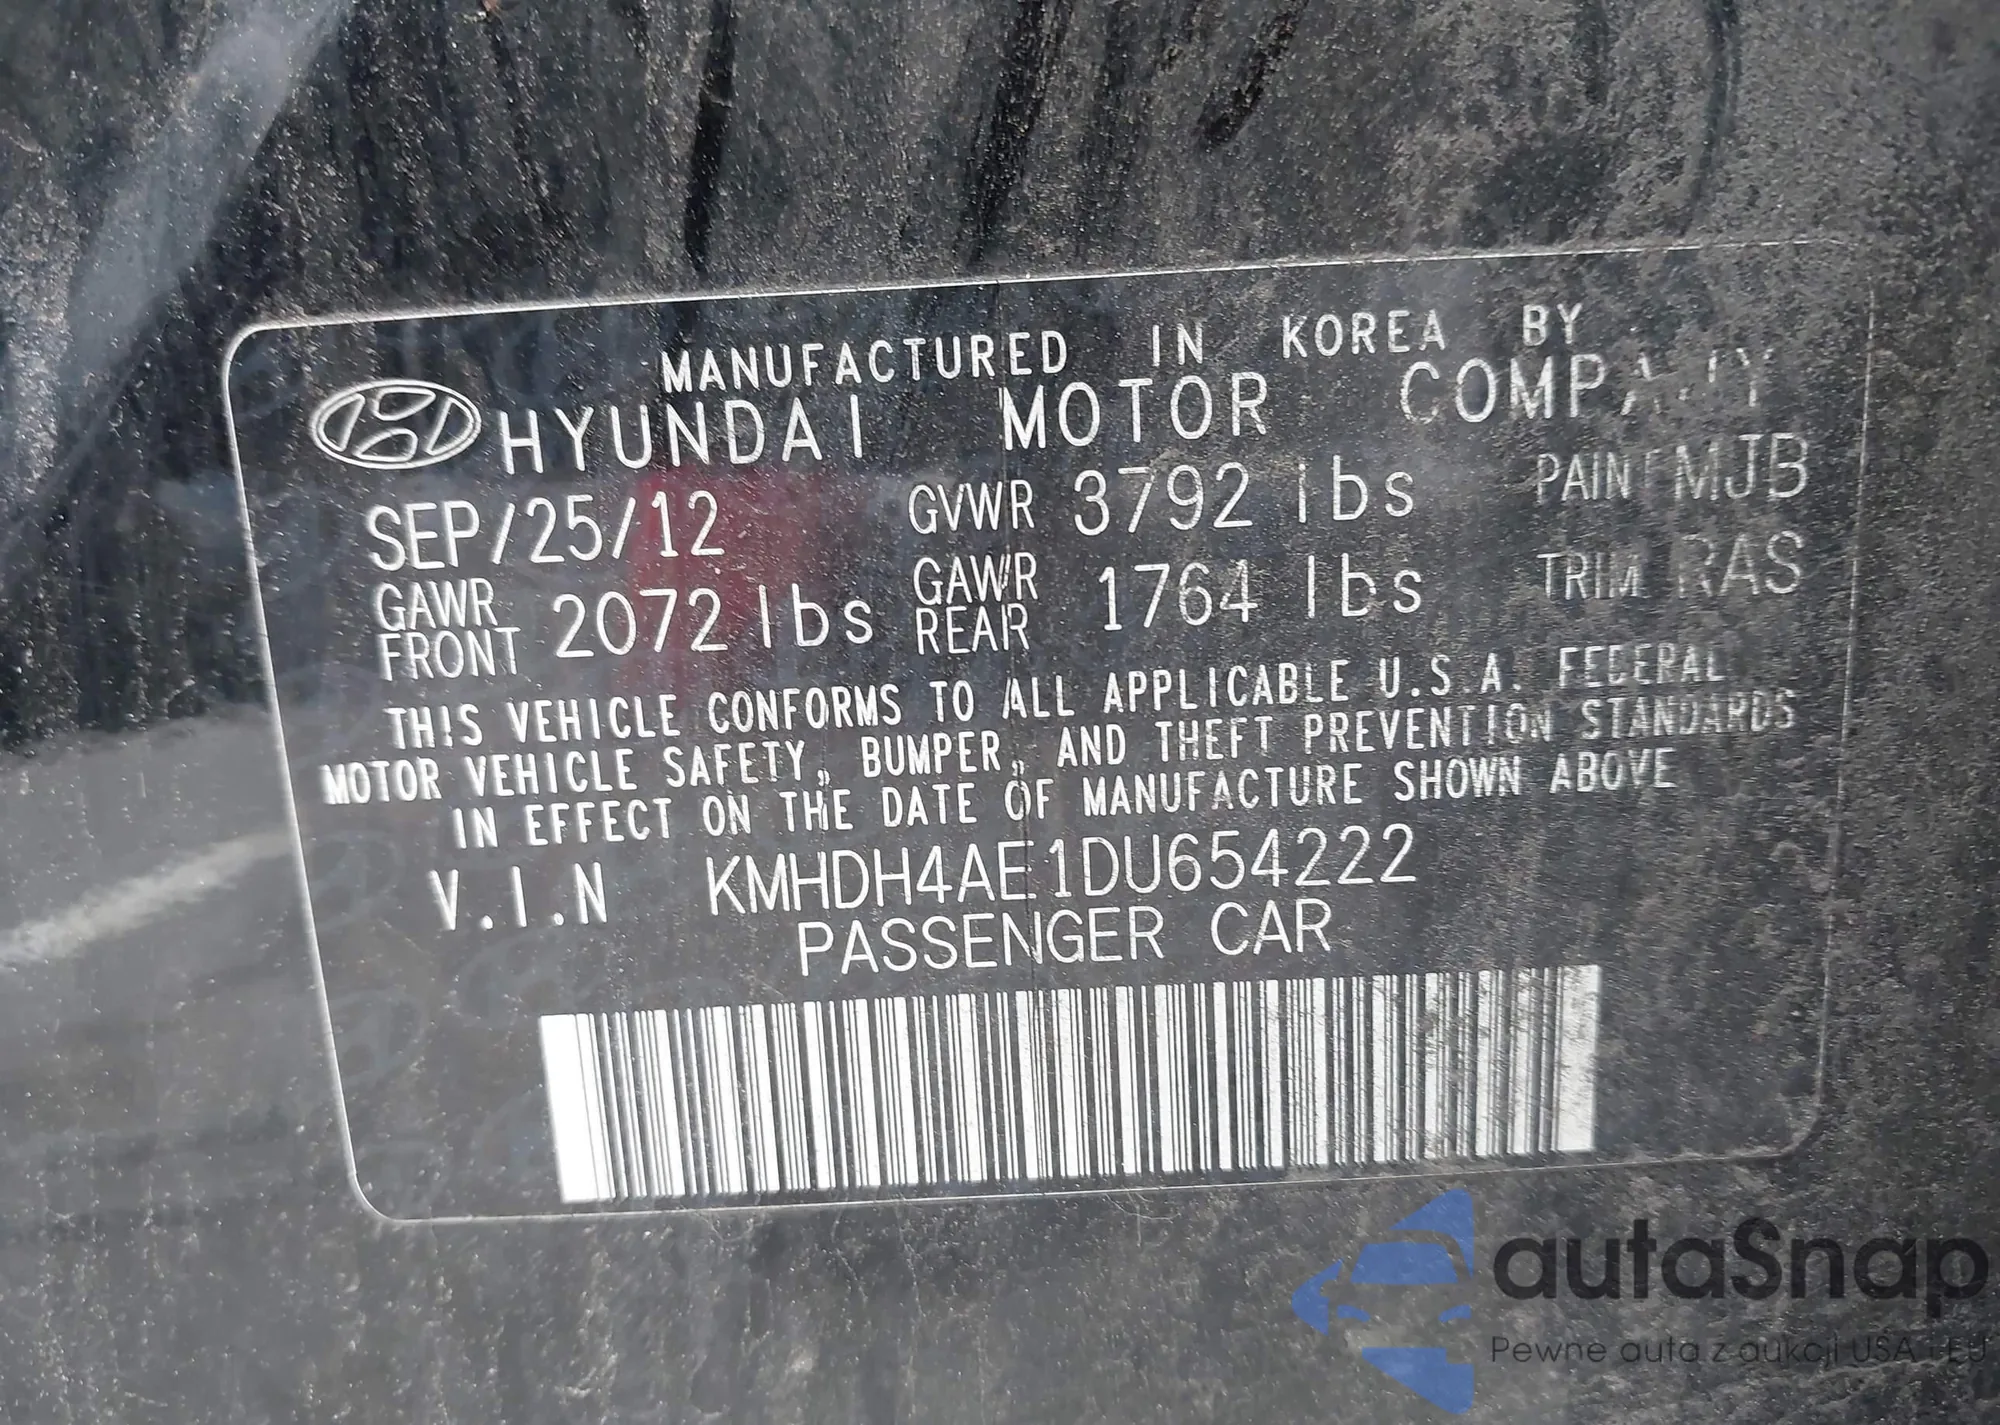 MANUFACTURED IN KOREA BY
HYUNDAI MOTOR COMPANY
SEP/25/12 GVWR 3792 lbs PAINT MJB
GAWR FRONT 2072 lbs GAWR REAR 1764 lbs TRIM RAS
THIS VEHICLE CONFORMS TO ALL APPLICABLE U.S.A. FEDERAL
MOTOR VEHICLE SAFETY, BUMPER, AND THEFT PREVENTION STANDARDS
IN EFFECT ON THE DATE OF MANUFACTURE SHOWN ABOVE
V.I.N KMHDH4AE1DU654222
PASSENGER CAR
autaSnap
Pewne auta z aukcji USA i EU